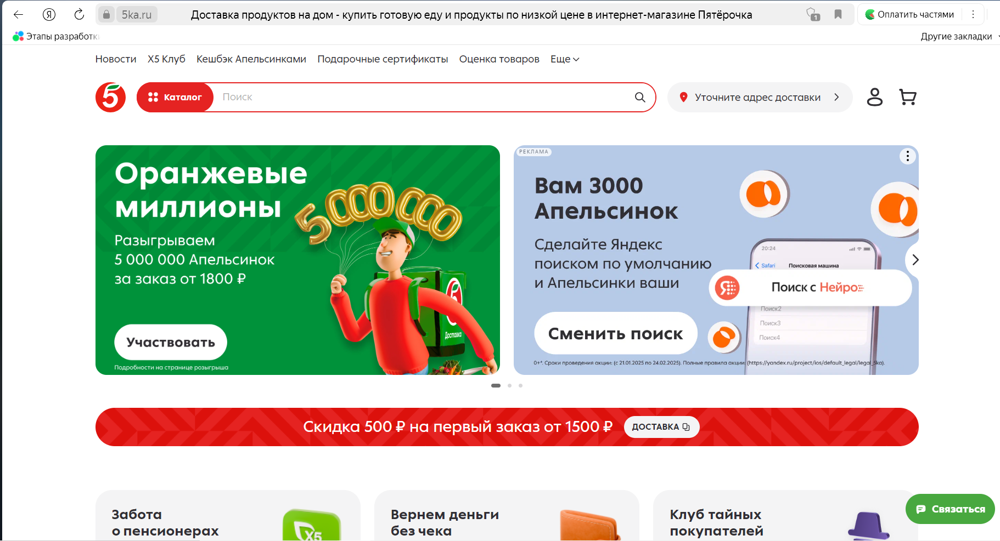 5ka.ru
Доставка продуктов на дом - купить готовую еду и продукты по низкой цене в интернет-магазине Пятёрочка
1
Оплатить частями
Этапы разработки
Другие закладки
Новости
Х5 Клуб
Кешбэк Апельсинками
Подарочные сертификаты
Оценка товаров
Еще
5
Каталог
Поиск
Уточните адрес доставки
Оранжевые
миллионы
Разыгрываем
5 000 000 Апельсинок
за заказ от 1800 ₽
Участвовать
Подробности на странице розыгрыша
5000000
5
Доставка
РЕКЛАМА
Вам 3000
Апельсинок
Сделайте Яндекс
поиском по умолчанию
и Апельсинки ваши
Сменить поиск
0+*. Сроки проведения акции: (с 21.01.2025 по 24.02.2025). Полные правила акции: (https://yandex.ru/project/ios/default_legal/legal_5ka).
20:24
Safari
Поисковая машина
Я
Поиск с Нейро
Поиск2
Поиск3
Поиск4
Скидка 500 ₽ на первый заказ от 1500 ₽
ДОСТАВКА
Забота
о пенсионерах
Х5
Вернем деньги
без чека
Клуб тайных
покупателей
Связаться